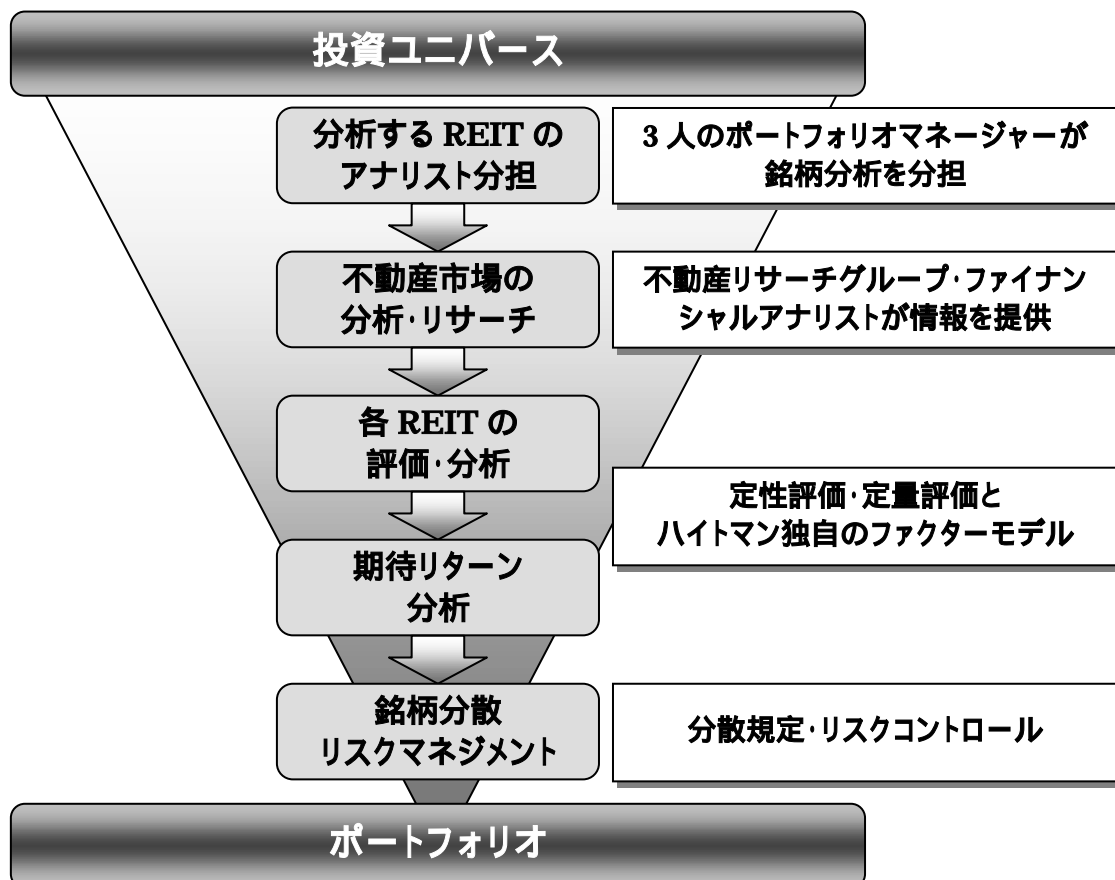 投資ユニバース
分析する REIT の
アナリスト分担
3 人のポートフォリオマネージャーが
銘柄分析を分担
不動産市場の
分析･リサーチ
不動産リサーチグループ･ファイナン
シャルアナリストが情報を提供
各 REIT の
評価･分析
定性評価･定量評価と
ハイトマン独自のファクターモデル
期待リターン
分析
銘柄分散
リスクマネジメント
分散規定･リスクコントロール
ポートフォリオ